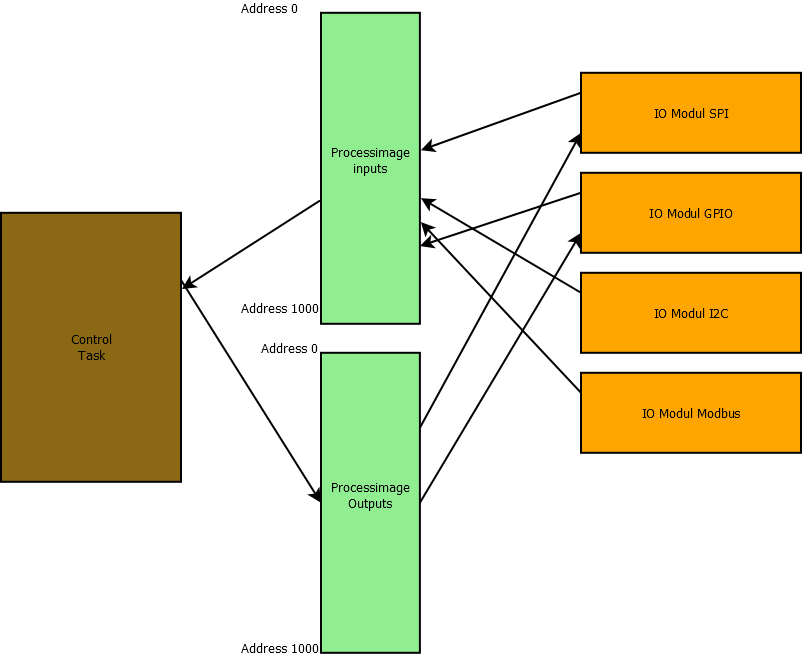 Address 0
Processimage
inputs
Address 1000
Address 0
Processimage
Outputs
Address 1000
Control
Task
IO Modul SPI
IO Modul GPIO
IO Modul I2C
IO Modul Modbus